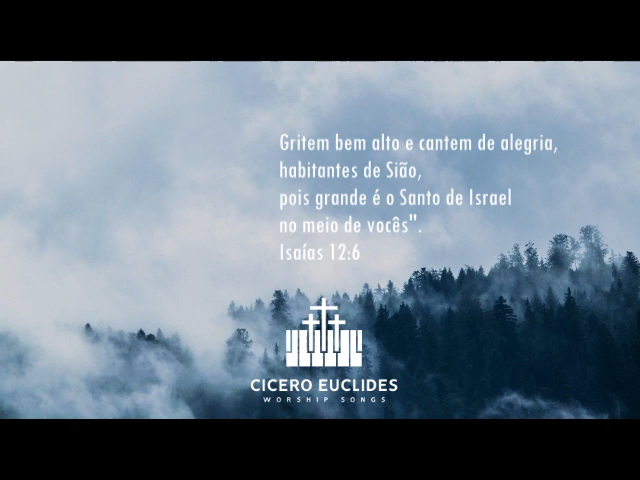 Gritem bem alto e cantem de alegria,
habitantes de Sião,
pois grande é o Santo de Israel
no meio de vocês".
Isaías 12:6
CICERO EUCLIDES
WORSHIP SONGS